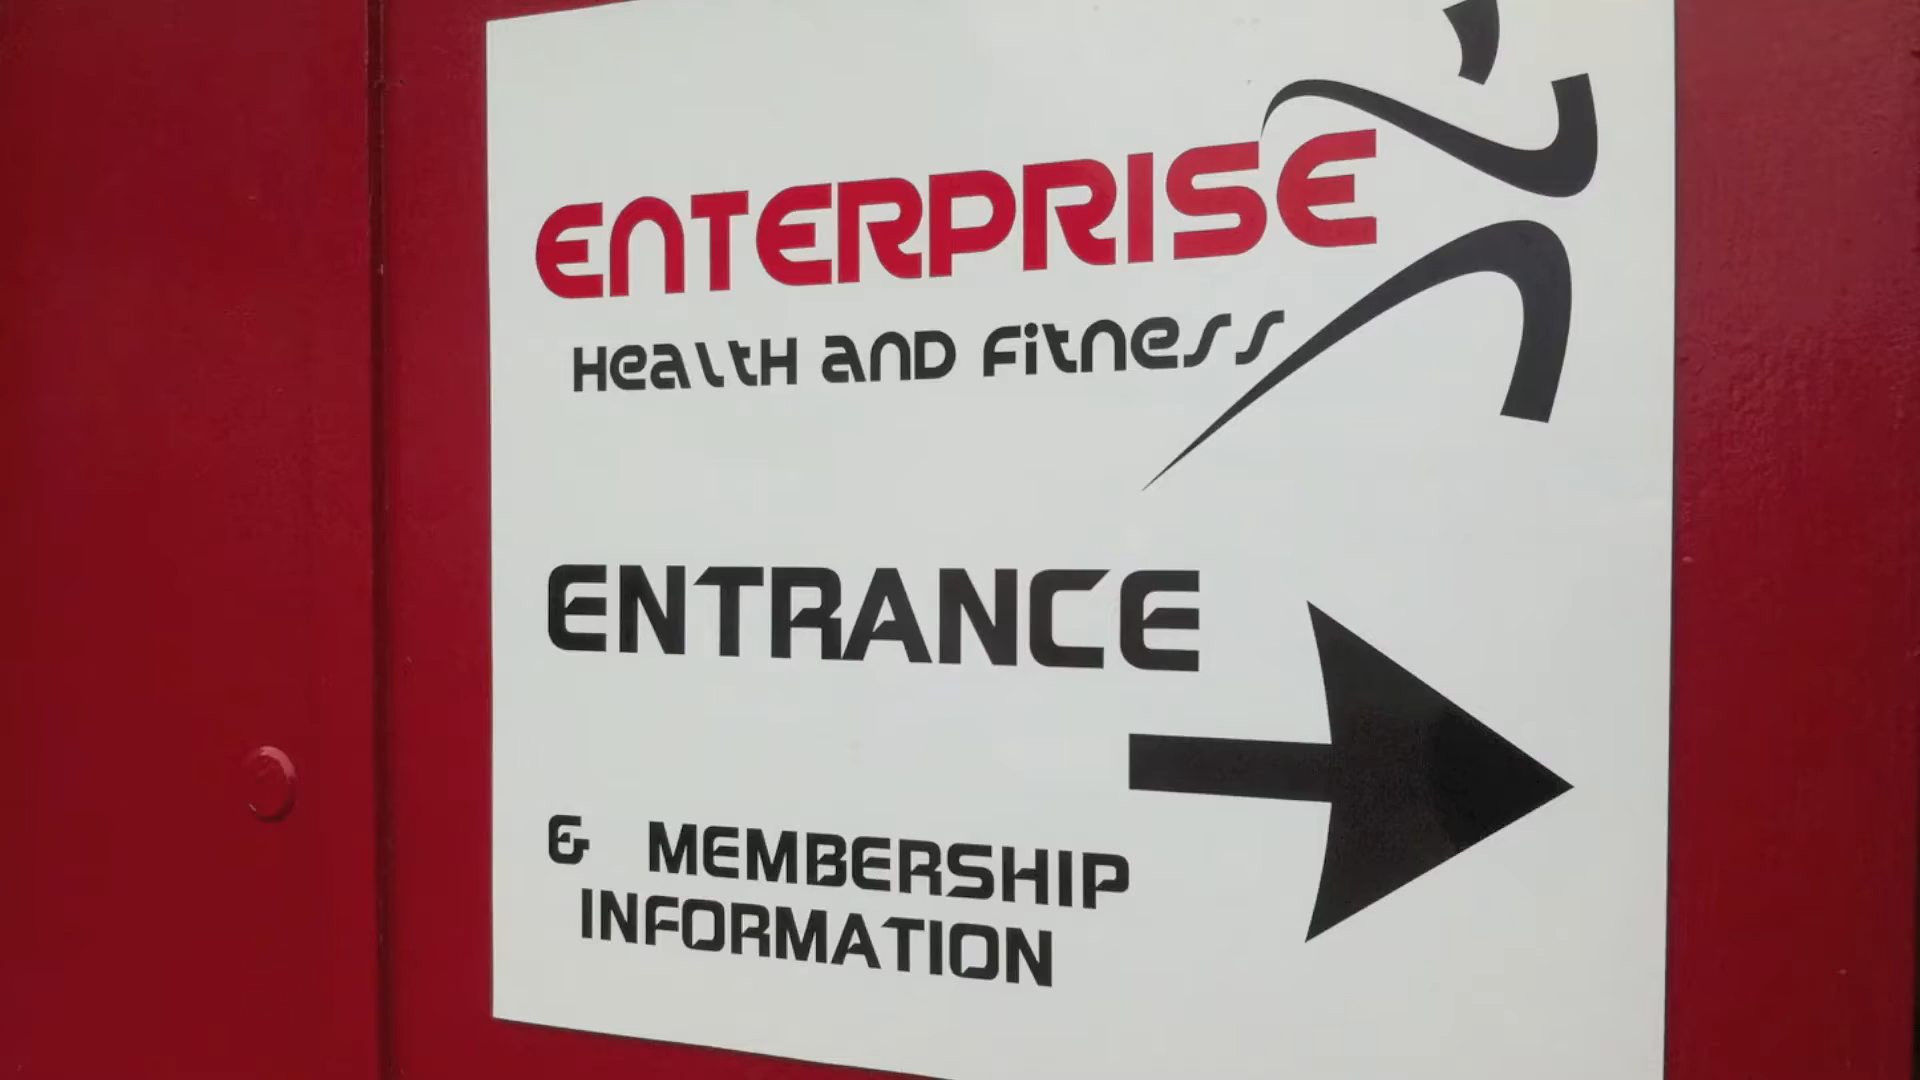 ENTERPRISE
Health and Fitness
ENTRANCE
& MEMBERSHIP
INFORMATION